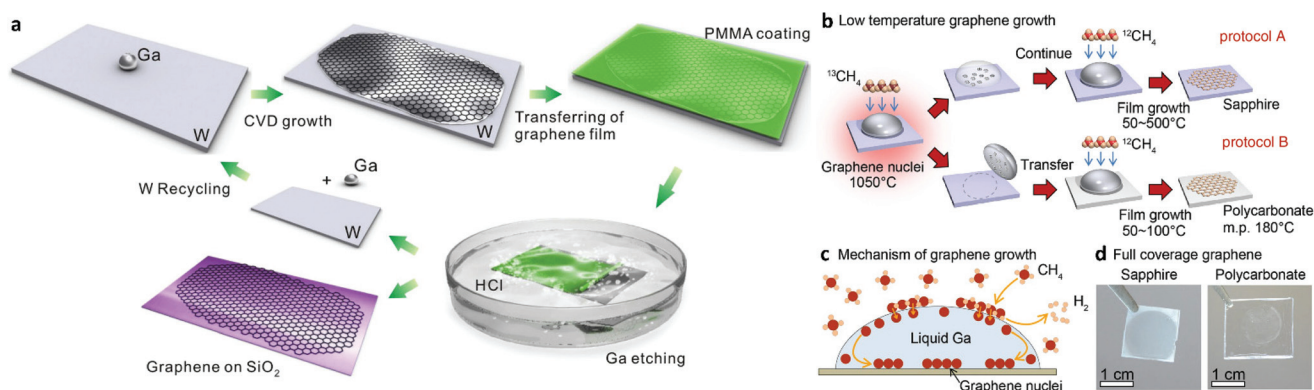 a
Ga
W
CVD growth
W
Transferring of
graphene film
PMMA coating
W Recycling
+
Ga
W
HCl
Ga etching
Graphene on SiO₂
b Low temperature graphene growth
¹³CH₄
Graphene nuclei
1050°C
Continue
¹²CH₄
protocol A
Film growth
50~500°C
Sapphire
Transfer
¹²CH₄
protocol B
Film growth
50~100°C
Polycarbonate
m.p. 180°C
c Mechanism of graphene growth
CH₄
H₂
Liquid Ga
Graphene nuclei
d Full coverage graphene
Sapphire
Polycarbonate
1 cm
1 cm